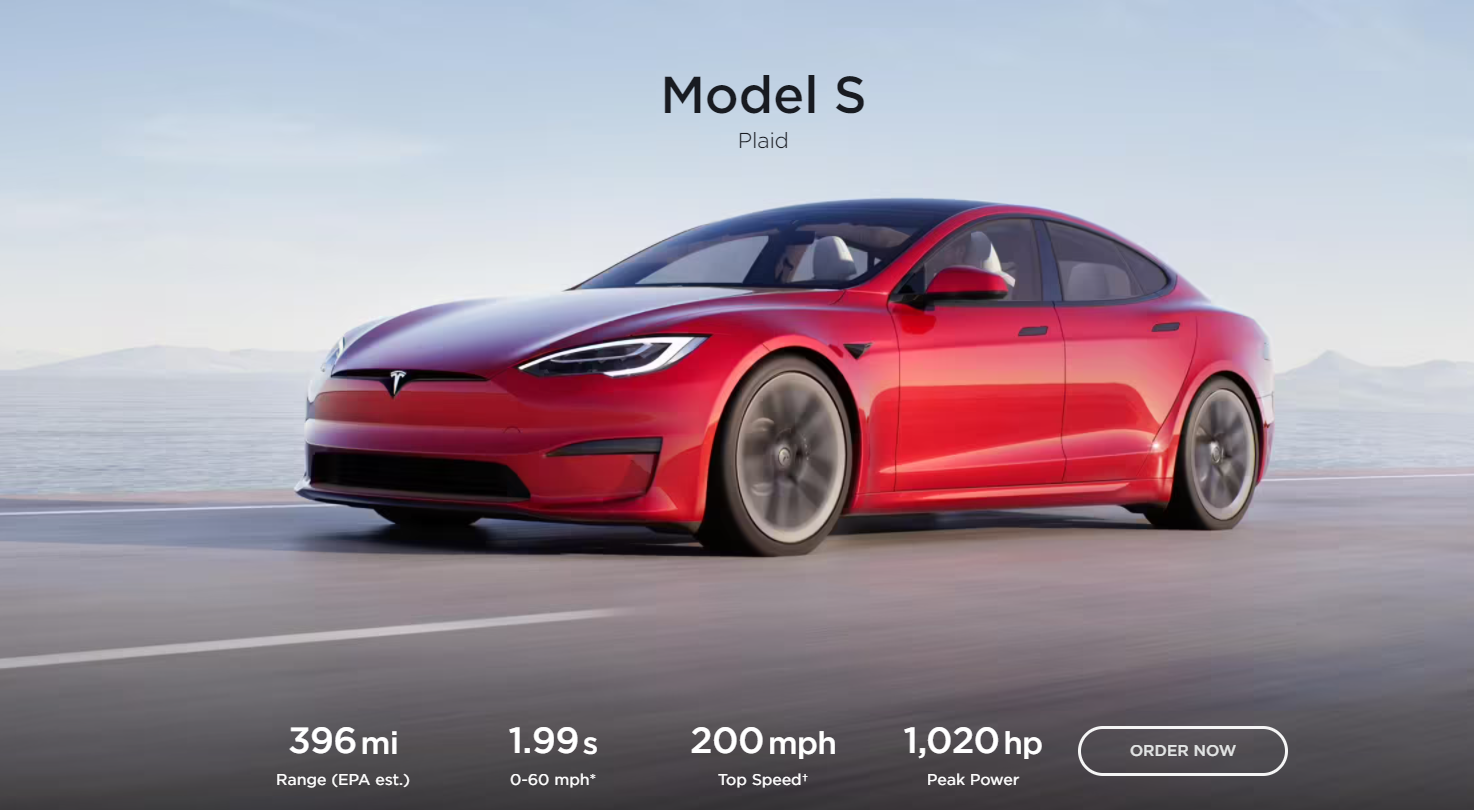 Model S
Plaid
396 mi
Range (EPA est.)
1.99 s
0-60 mph*
200 mph
Top Speed†
1,020 hp
Peak Power
ORDER NOW